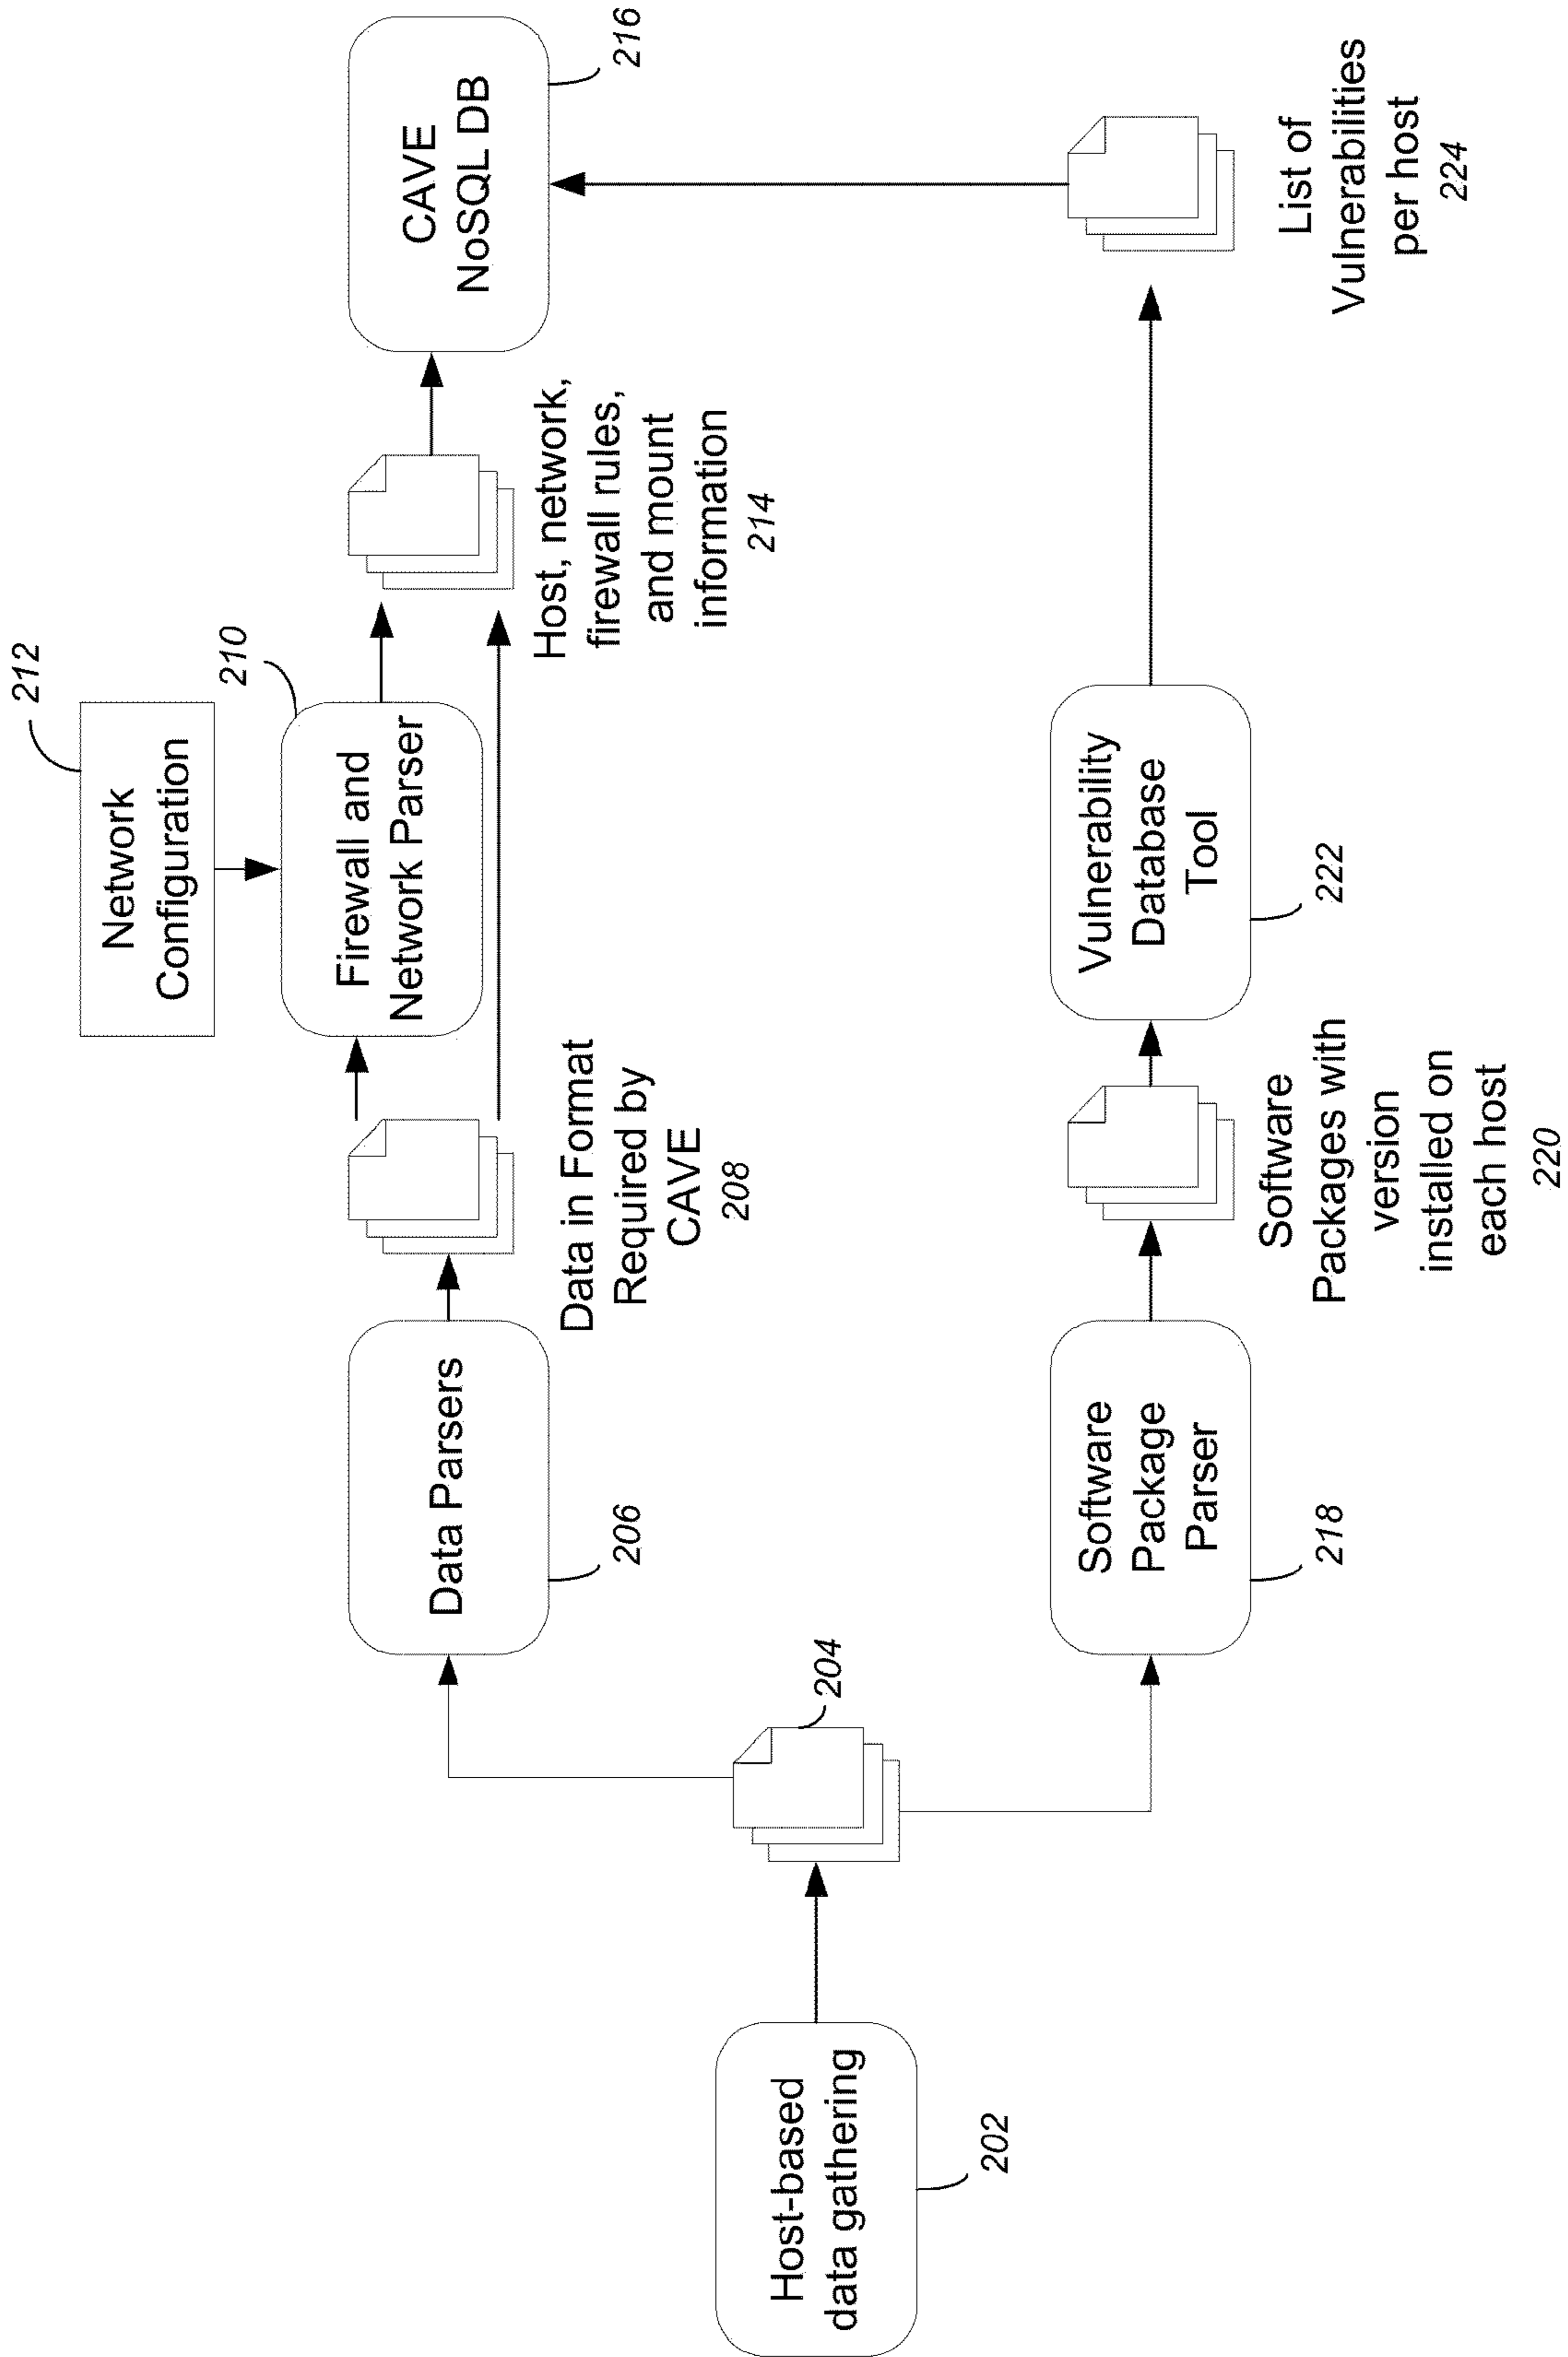 Host-based
data gathering
202
204
Data Parsers
206
Data in Format
Required by
CAVE
208
Network
Configuration
212
Firewall and
Network Parser
210
Host, network,
firewall rules,
and mount
information
214
CAVE
NoSQL DB
216
Software
Package
Parser
218
Software
Packages with
version
installed on
each host
220
Vulnerability
Database
Tool
222
List of
Vulnerabilities
per host
224